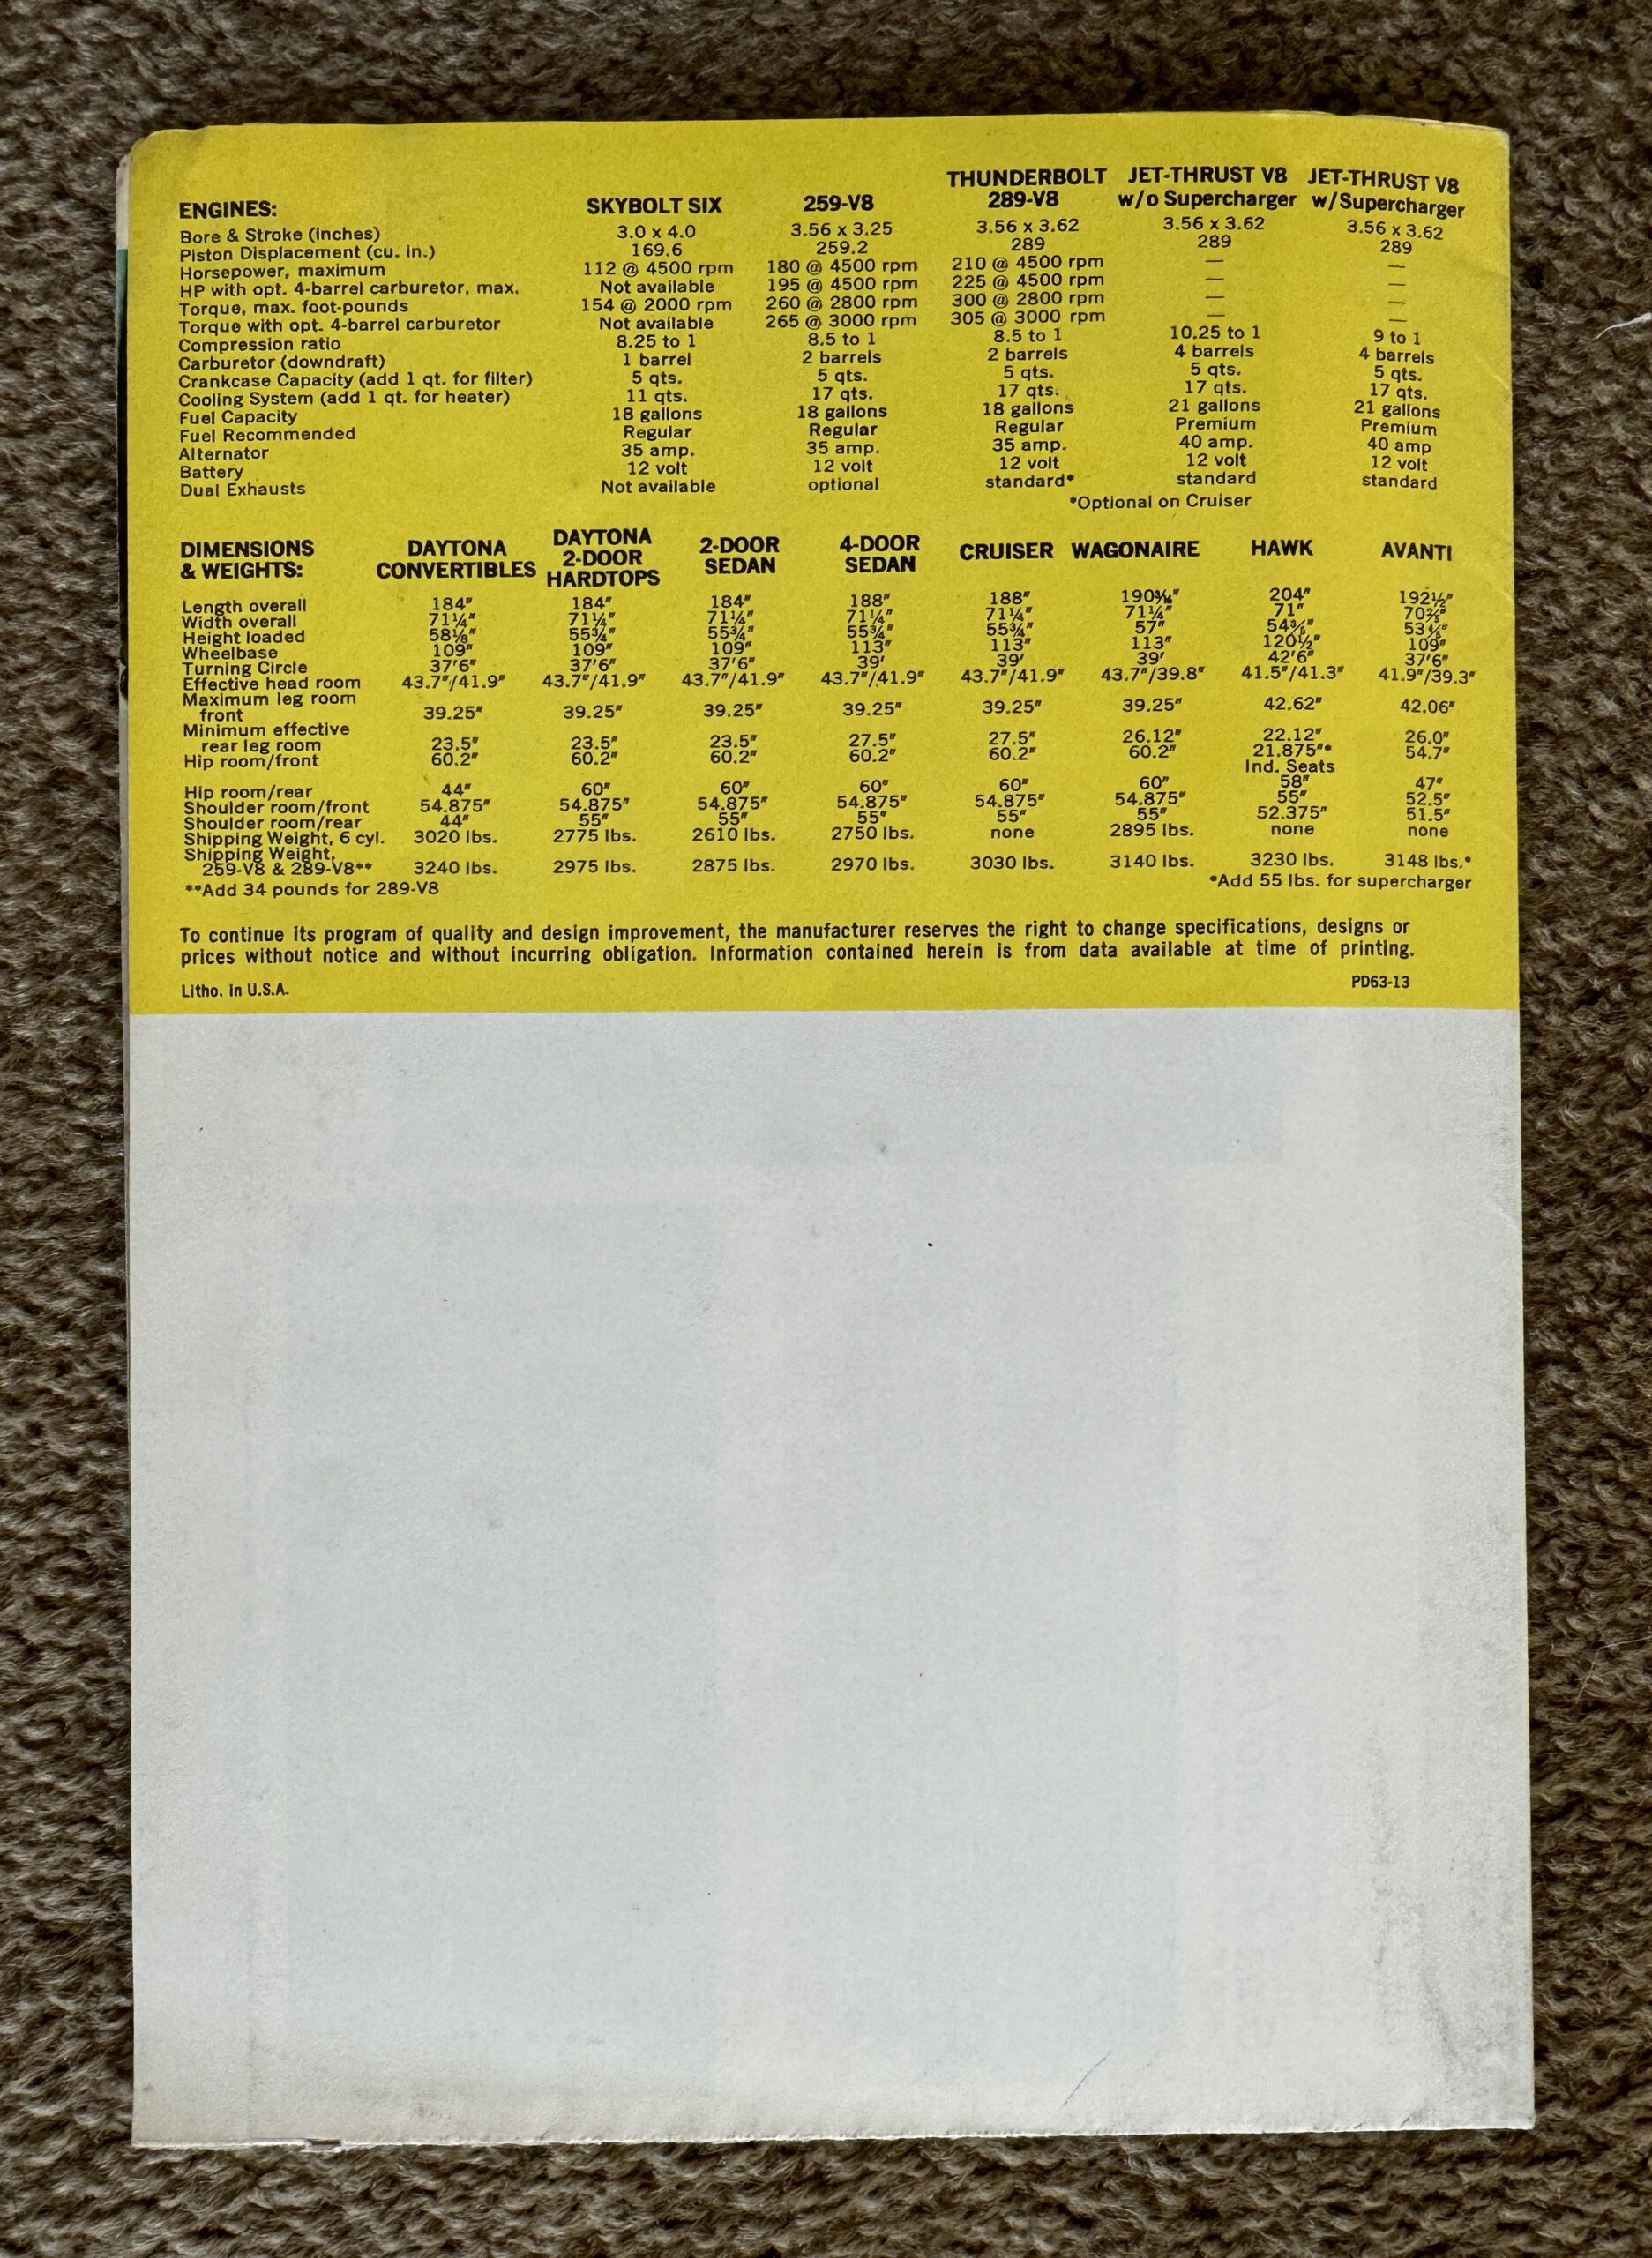 ENGINES: SKYBOLT SIX 259-V8 THUNDERBOLT 289-V8 JET-THRUST V8 w/o Supercharger JET-THRUST V8 w/Supercharger
Bore & Stroke (inches) 3.0 x 4.0 3.56 x 3.25 3.56 x 3.62 3.56 x 3.62 3.56 x 3.62
Piston Displacement (cu. in.) 169.6 259.2 289 289 289
Horsepower, maximum 112 @ 4500 rpm 180 @ 4500 rpm 210 @ 4500 rpm — —
HP with opt. 4-barrel carburetor, max. Not available 195 @ 4500 rpm 225 @ 4500 rpm — —
Torque, max. foot-pounds 154 @ 2000 rpm 260 @ 2800 rpm 300 @ 2800 rpm — —
Torque with opt. 4-barrel carburetor Not available 265 @ 3000 rpm 305 @ 3000 rpm — —
Compression ratio 8.25 to 1 8.5 to 1 8.5 to 1 10.25 to 1 9 to 1
Carburetor (downdraft) 1 barrel 2 barrels 2 barrels 4 barrels 4 barrels
Crankcase Capacity (add 1 qt. for filter) 5 qts. 5 qts. 5 qts. 5 qts. 5 qts.
Cooling System (add 1 qt. for heater) 11 qts. 17 qts. 17 qts. 17 qts. 17 qts.
Fuel Capacity 18 gallons 18 gallons 18 gallons 21 gallons 21 gallons
Fuel Recommended Regular Regular Regular Premium Premium
Alternator 35 amp. 35 amp. 35 amp. 40 amp. 40 amp
Battery 12 volt 12 volt 12 volt 12 volt 12 volt
Dual Exhausts Not available optional standard* standard standard
*Optional on Cruiser
DIMENSIONS & WEIGHTS: DAYTONA CONVERTIBLES DAYTONA 2-DOOR HARDTOPS 2-DOOR SEDAN 4-DOOR SEDAN CRUISER WAGONAIRE HAWK AVANTI
Length overall 184" 184" 184" 188" 188" 204" 192½"
Width overall 71¼" 71¼" 71¼" 71¼" 71¼" 71¼" 71"
Height loaded 58⅛" 55¾" 55¾" 55¾" 55¾" 57"
Wheelbase 109" 109" 109" 113" 113" 113" 120½" 109"
Turning Circle 37'6" 37'6" 37'6" 39' 39' 39' 42'6" 37'6"
Effective head room 43.7"/41.9" 43.7"/41.9" 43.7"/41.9" 43.7"/41.9" 43.7"/41.9" 43.7"/39.8" 41.5"/41.3" 41.9"/39.3"
Maximum leg room
front 39.25" 39.25" 39.25" 39.25" 39.25" 39.25" 42.62" 42.06"
Minimum effective
rear leg room 23.5" 23.5" 23.5" 27.5" 27.5" 26.12" 22.12" 26.0"
Hip room/front 60.2" 60.2" 60.2" 60.2" 60.2" 60.2" 21.875"* 54.7"
Ind. Seats
Hip room/rear 44" 60" 60" 60" 60" 60" 58" 47"
Shoulder room/front 54.875" 54.875" 54.875" 54.875" 54.875" 54.875" 55" 52.5"
Shoulder room/rear 44" 55" 55" 55" 55" 55" 52.375" 51.5"
Shipping Weight, 6 cyl. 3020 lbs. 2775 lbs. 2610 lbs. 2750 lbs. none 2895 lbs. none none
Shipping Weight,
259-V8 & 289-V8** 3240 lbs. 2975 lbs. 2875 lbs. 2970 lbs. 3030 lbs. 3140 lbs. 3230 lbs. 3148 lbs.*
**Add 34 pounds for 289-V8 *Add 55 lbs. for supercharger
To continue its program of quality and design improvement, the manufacturer reserves the right to change specifications, designs or
prices without notice and without incurring obligation. Information contained herein is from data available at time of printing.
Litho. in U.S.A. PD63-13